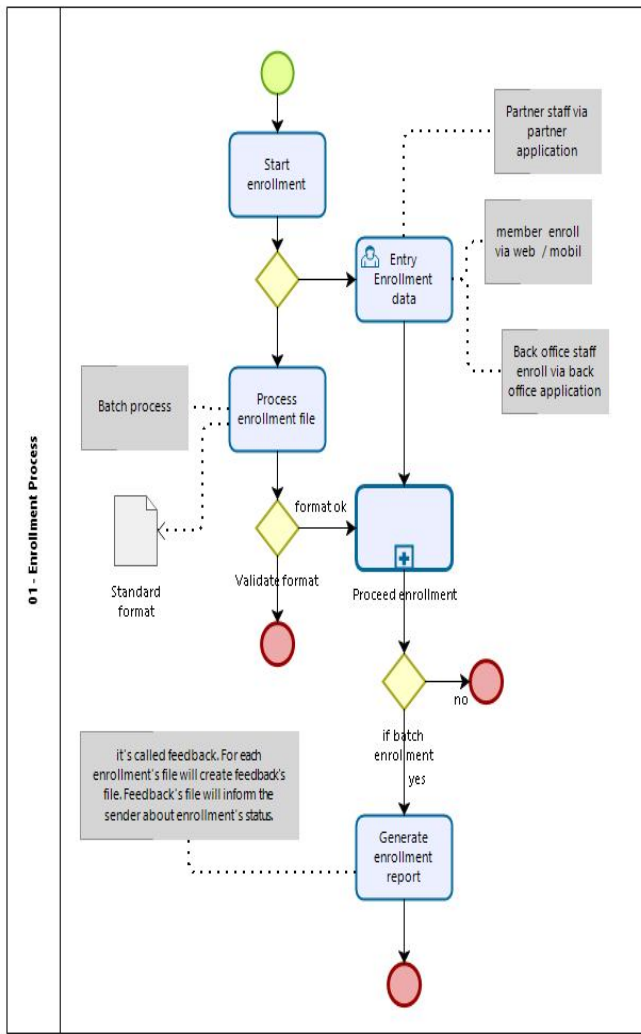 01 - Enrollment Process
Start
enrollment
Partner staff via
partner
application
Entry
Enrollment
data
member  enroll
via web  / mobil
Back office staff
enroll via back
office application
Batch process
Process
enrollment file
Standard
format
format ok
Validate format
Proceed enrollment
no
if batch
enrollment
yes
it's called feedback. For each
enrollment's file will create feedback's
file. Feedback's file will inform the
sender about enrollment's status.
Generate
enrollment
report